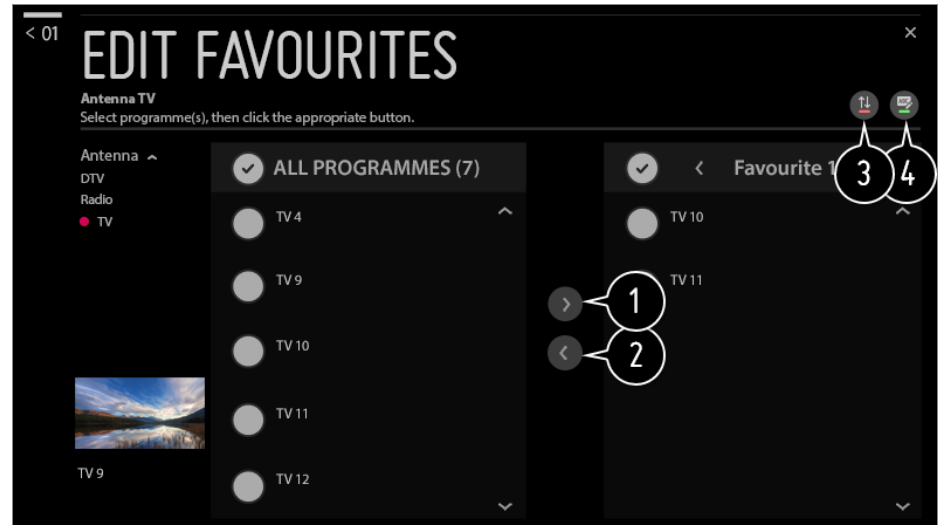 < 01
EDIT FAVOURITES
Antenna TV
Select programme(s), then click the appropriate button.
Antenna
DTV
Radio
TV
TV 9
ALL PROGRAMMES (7)
TV 4
TV 9
TV 10
TV 11
TV 12
1
2
Favourite 1
TV 10
TV 11
3
4